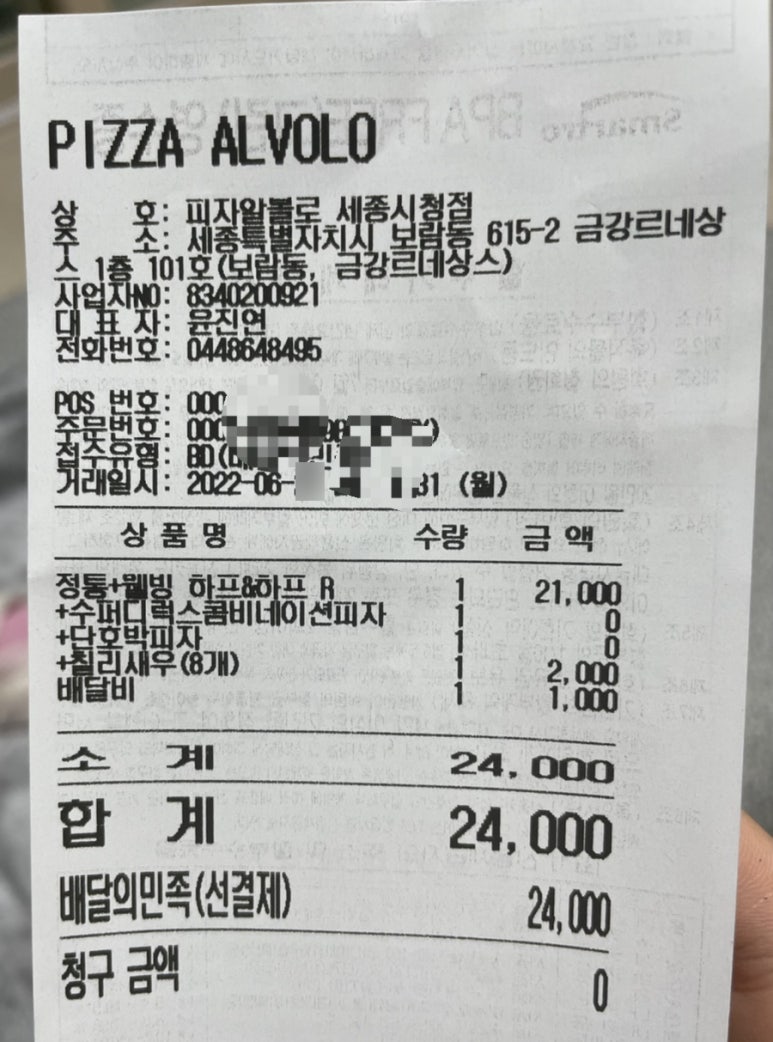 PIZZA ALVOLO
상 호: 피자알볼로 세종시청점
주 소: 세종특별자치시 보람동 615-2 금강르네상
스 1층 101호(보람동, 금강르네상스)
사업자NO: 8340200921
대 표 자: 윤진연
전화번호: 0448648495
POS 번호: 000
주문번호: 000
접수유형: BD(
거래일시: 2022-06- 31 (월)
상 품 명 수량 금 액
정통+웰빙 하프&하프 R 1 21,000
+수퍼디럭스콤비네이션피자 1 0
+단호박피자 1 0
+칠리새우(8개) 1 2,000
배달비 1 1,000
소 계 24,000
합 계 24,000
배달의민족(선결제) 24,000
청구 금액 0